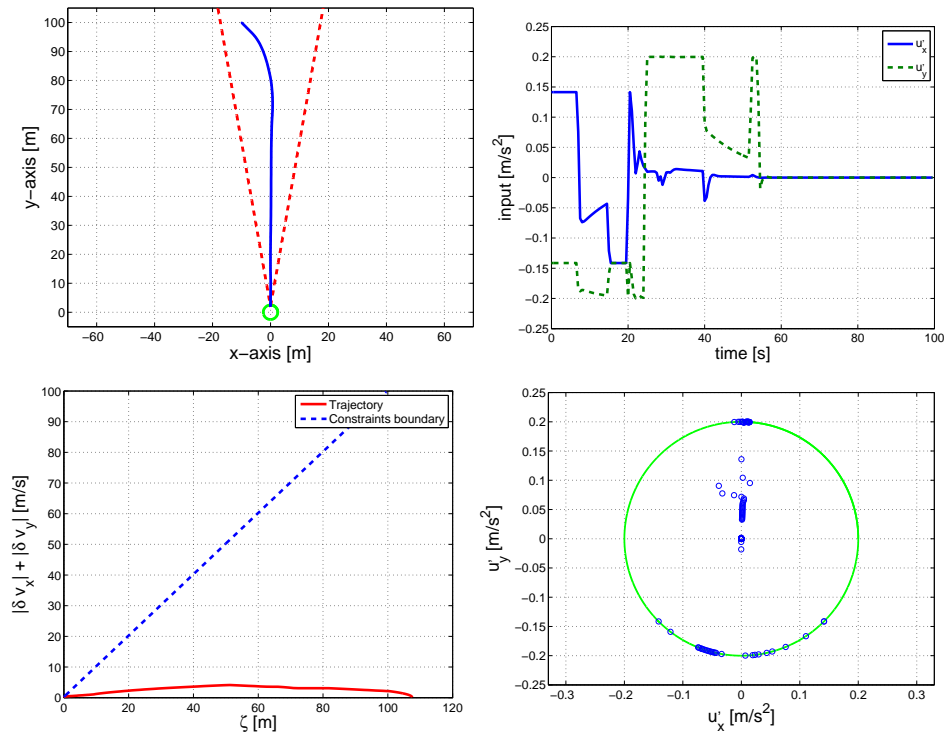 100
90
80
70
60
50
40
30
20
10
0
y−axis [m]
−60 −40 −20 0 20 40 60
x−axis [m]
0.25
0.2
0.15
0.1
0.05
0
−0.05
−0.1
−0.15
−0.2
−0.25
input [m/s²]
u'x
u'y
0 20 40 60 80 100
time [s]
100
90
80
70
60
50
40
30
20
10
0
|δ vx| + |δ vy| [m/s]
Trajectory
Constraints boundary
0 20 40 60 80 100 120
ζ [m]
0.25
0.2
0.15
0.1
0.05
0
−0.05
−0.1
−0.15
−0.2
−0.25
u'y [m/s²]
−0.3 −0.2 −0.1 0 0.1 0.2 0.3
u'x [m/s²]